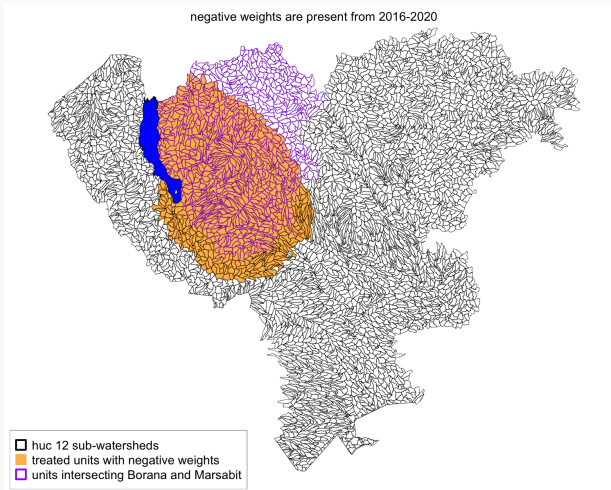 negative weights are present from 2016-2020
huc 12 sub-watersheds
treated units with negative weights
units intersecting Borana and Marsabit